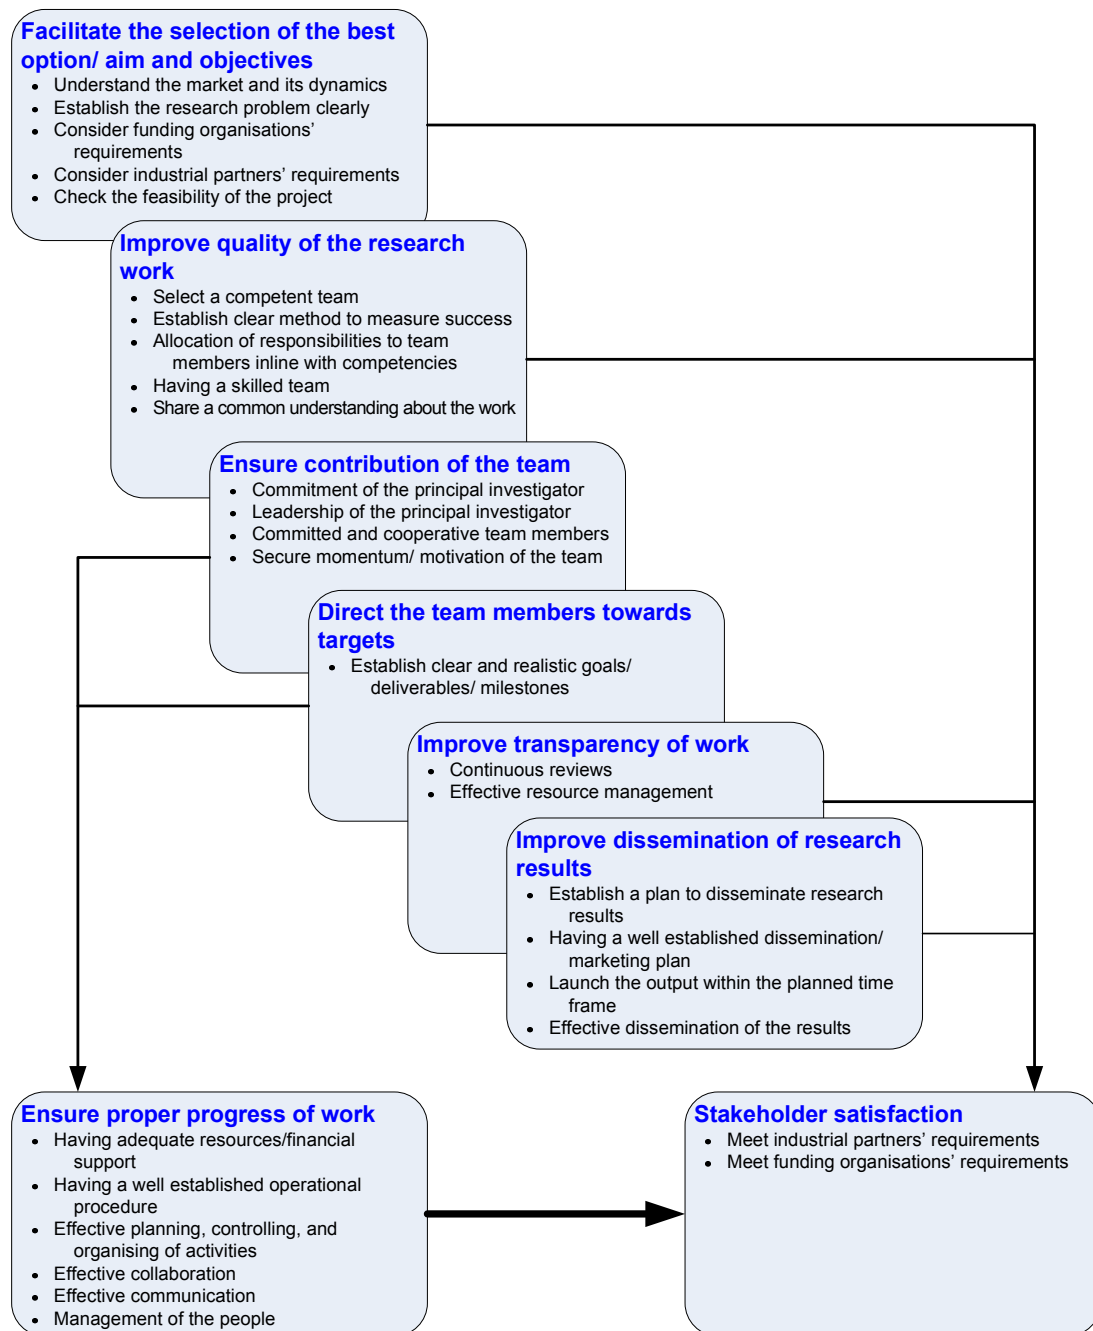 Facilitate the selection of the best
option/ aim and objectives
• Understand the market and its dynamics
• Establish the research problem clearly
• Consider funding organisations’
requirements
• Consider industrial partners’ requirements
• Check the feasibility of the project
Improve quality of the research
work
• Select a competent team
• Establish clear method to measure success
• Allocation of responsibilities to team
members inline with competencies
• Having a skilled team
• Share a common understanding about the work
Ensure contribution of the team
• Commitment of the principal investigator
• Leadership of the principal investigator
• Committed and cooperative team members
• Secure momentum/ motivation of the team
Direct the team members towards
targets
• Establish clear and realistic goals/
deliverables/ milestones
Improve transparency of work
• Continuous reviews
• Effective resource management
Improve dissemination of research
results
• Establish a plan to disseminate research
results
• Having a well established dissemination/
marketing plan
• Launch the output within the planned time
frame
• Effective dissemination of the results
Ensure proper progress of work
• Having adequate resources/financial
support
• Having a well established operational
procedure
• Effective planning, controlling, and
organising of activities
• Effective collaboration
• Effective communication
• Management of the people
Stakeholder satisfaction
• Meet industrial partners’ requirements
• Meet funding organisations’ requirements